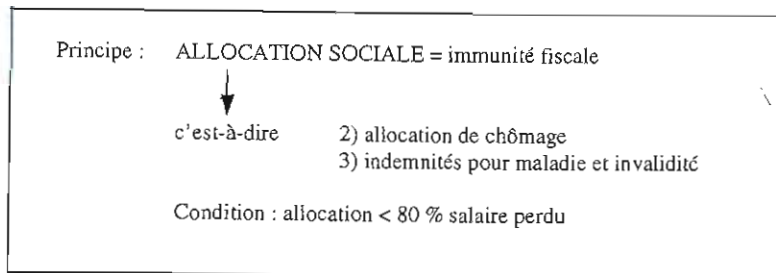 Principe : ALLOCATION SOCIALE = immunité fiscale
c'est-à-dire 2) allocation de chômage
3) indemnités pour maladie et invalidité
Condition : allocation < 80 % salaire perdu